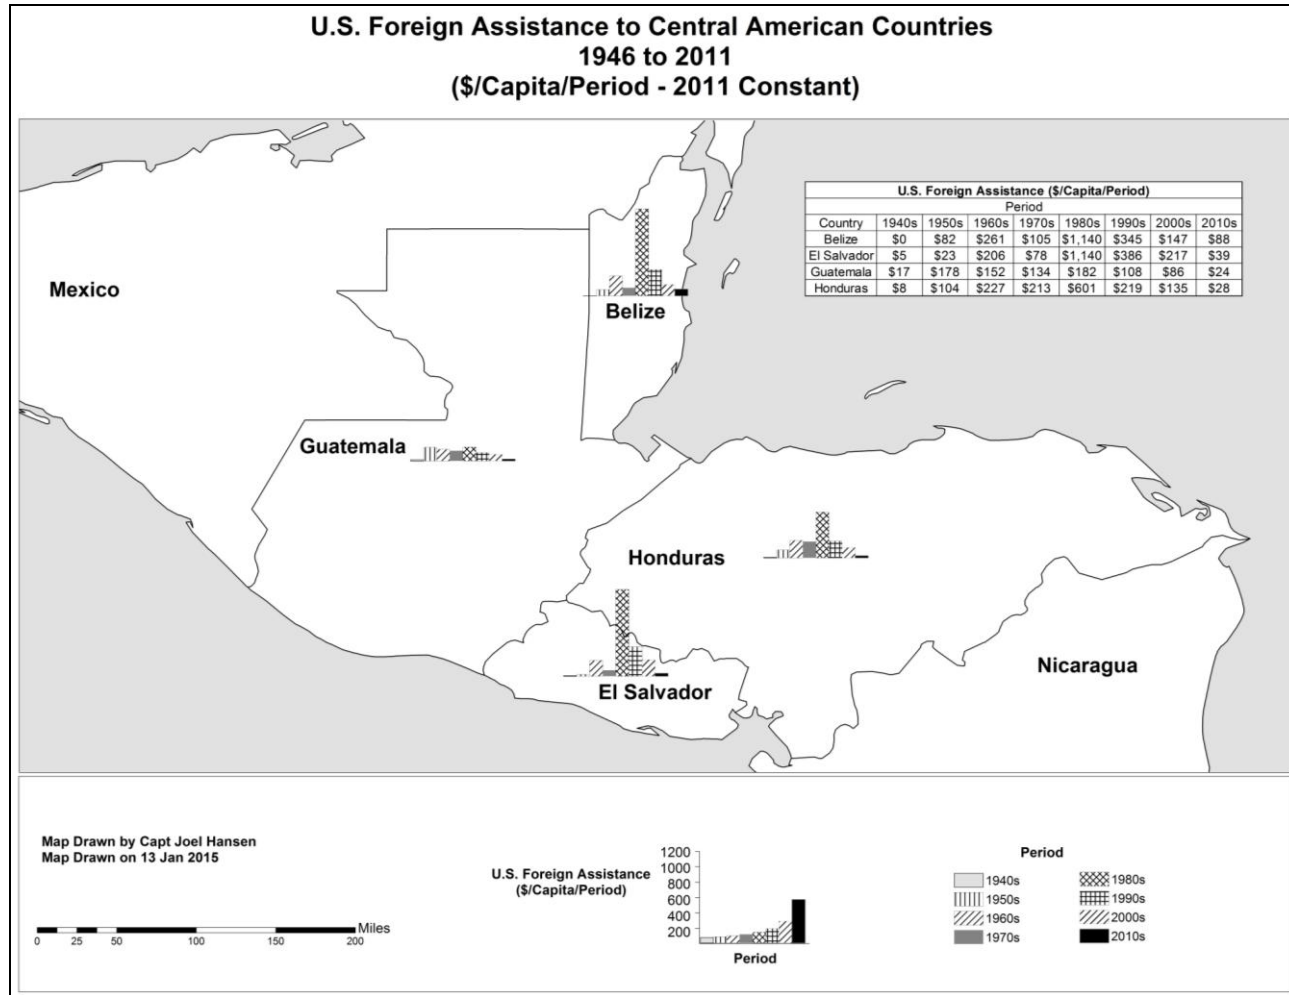 U.S. Foreign Assistance to Central American Countries
1946 to 2011
($/Capita/Period - 2011 Constant)
U.S. Foreign Assistance ($/Capita/Period)
Period
Country 1940s 1950s 1960s 1970s 1980s 1990s 2000s 2010s
Belize $0 $82 $261 $105 $1,140 $345 $147 $88
El Salvador $5 $23 $206 $78 $1,140 $386 $217 $39
Guatemala $17 $178 $152 $134 $182 $108 $86 $24
Honduras $8 $104 $227 $213 $601 $219 $135 $28
Mexico
Belize
Guatemala
Honduras
El Salvador
Nicaragua
Map Drawn by Capt Joel Hansen
Map Drawn on 13 Jan 2015
Miles
0 25 50 100 150 200
U.S. Foreign Assistance
($/Capita/Period)
1200
1000
800
600
400
200
Period
Period
1940s 1980s
1950s 1990s
1960s 2000s
1970s 2010s